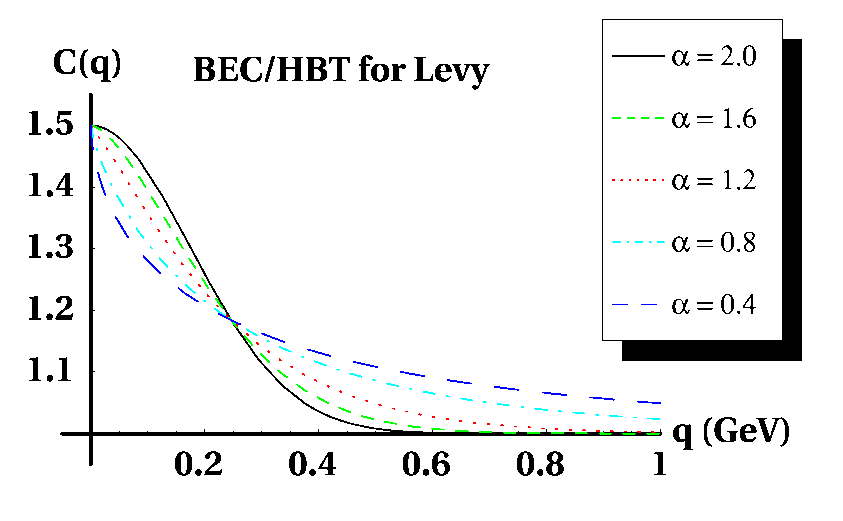 C(q)
BEC/HBT for Levy
α = 2.0
α = 1.6
α = 1.2
α = 0.8
α = 0.4
1.5
1.4
1.3
1.2
1.1
q (GeV)
0.2 0.4 0.6 0.8 1